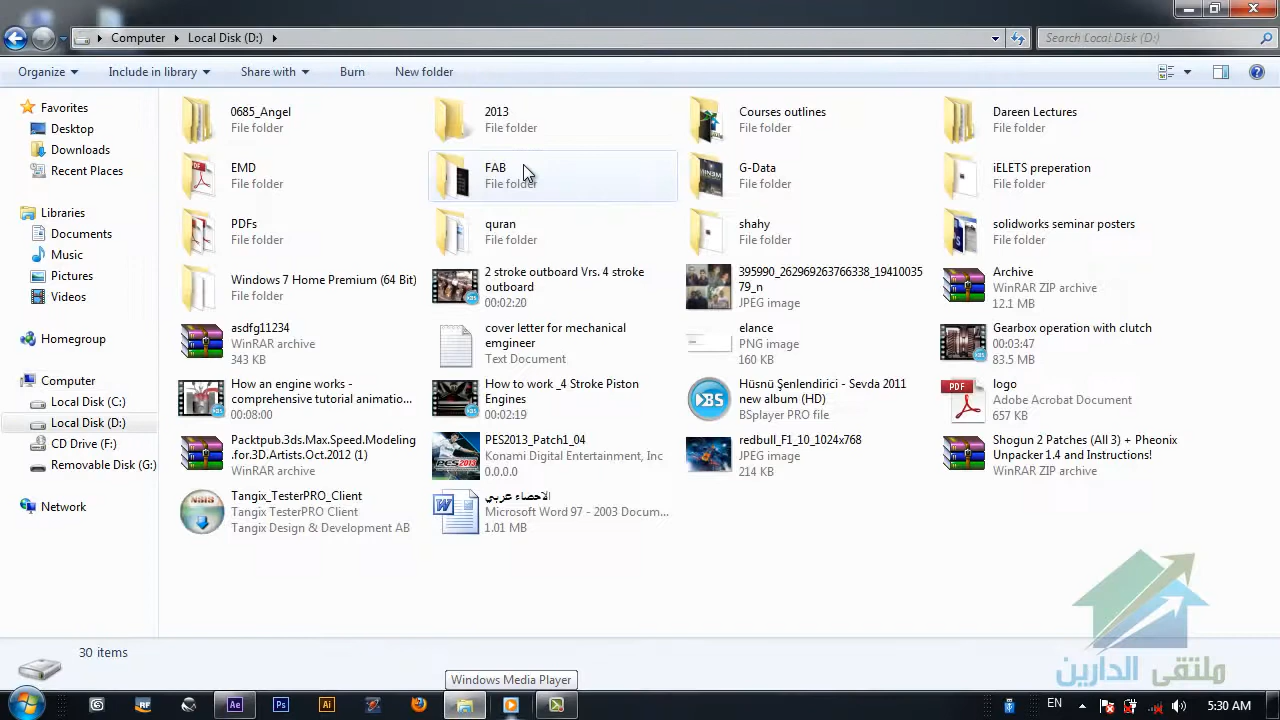 Computer
Local Disk (D:)
Search Local Disk (D:)
Organize
Include in library
Share with
Burn
New folder
Favorites
Desktop
Downloads
Recent Places
Libraries
Documents
Music
Pictures
Videos
Homegroup
Computer
Local Disk (C:)
Local Disk (D:)
CD Drive (F:)
Removable Disk (G:)
Network
0685_Angel
File folder
2013
File folder
Courses outlines
File folder
Dareen Lectures
File folder
EMD
File folder
FAB
File folder
G-Data
File folder
iELETS preperation
File folder
PDFs
File folder
quran
File folder
shahy
File folder
solidworks seminar posters
File folder
Windows 7 Home Premium (64 Bit)
File folder
2 stroke outboard Vrs. 4 stroke
outboard
00:02:20
395990_262969263766338_19410035
79_n
JPEG image
Archive
WinRAR ZIP archive
12.1 MB
asdfg11234
WinRAR archive
343 KB
cover letter for mechanical
emgineer
Text Document
elance
PNG image
160 KB
Gearbox operation with clutch
00:03:47
83.5 MB
How an engine works -
comprehensive tutorial animatio...
00:08:00
How to work _4 Stroke Piston
Engines
00:02:19
Hüsnü Şenlendirici - Sevda 2011
new album (HD)
BSplayer PRO file
logo
Adobe Acrobat Document
657 KB
Packtpub.3ds.Max.Speed.Modeling
.for.3D.Artists.Oct.2012 (1)
WinRAR archive
PES2013_Patch1_04
Konami Digital Entertainment, Inc
0.0.0.0
redbull_F1_10_1024x768
JPEG image
214 KB
Shogun 2 Patches (All 3) + Pheonix
Unpacker 1.4 and Instructions!
WinRAR archive
Tangix_TesterPRO_Client
Tangix TesterPRO Client
Tangix Design & Development AB
الاحصاء عربي
Microsoft Word 97 - 2003 Docum...
1.01 MB
30 items
ملتقى الدارين
Windows Media Player
EN
5:30 AM